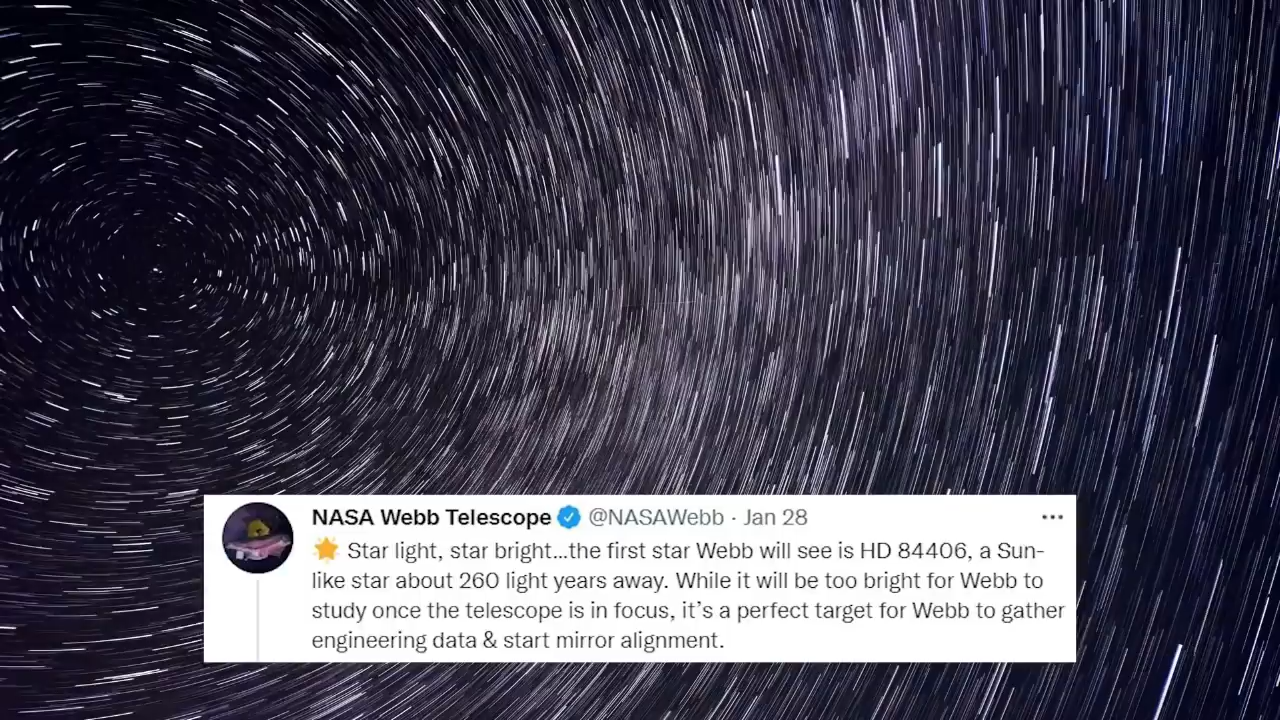 NASA Webb Telescope @NASAWebb · Jan 28
🌟 Star light, star bright...the first star Webb will see is HD 84406, a Sun-
like star about 260 light years away. While it will be too bright for Webb to
study once the telescope is in focus, it’s a perfect target for Webb to gather
engineering data & start mirror alignment.